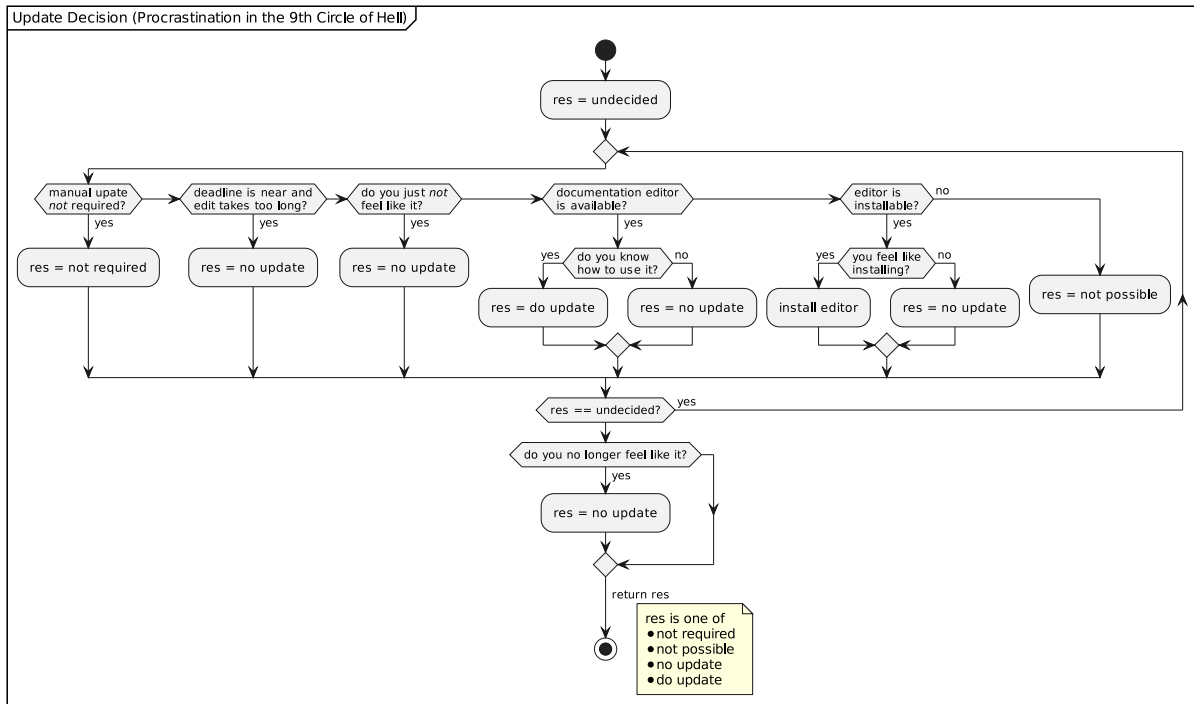 Update Decision (Procrastination in the 9th Circle of Hell)
res = undecided
manual upate
not required?
deadline is near and
edit takes too long?
do you just not
feel like it?
documentation editor
is available?
editor is
installable?
no
yes
yes
yes
yes
yes
res = not required
res = no update
res = no update
yes
do you know
how to use it?
no
yes
you feel like
installing?
no
res = do update
res = no update
install editor
res = no update
res = not possible
res == undecided?
yes
do you no longer feel like it?
yes
res = no update
return res
res is one of
• not required
• not possible
• no update
• do update